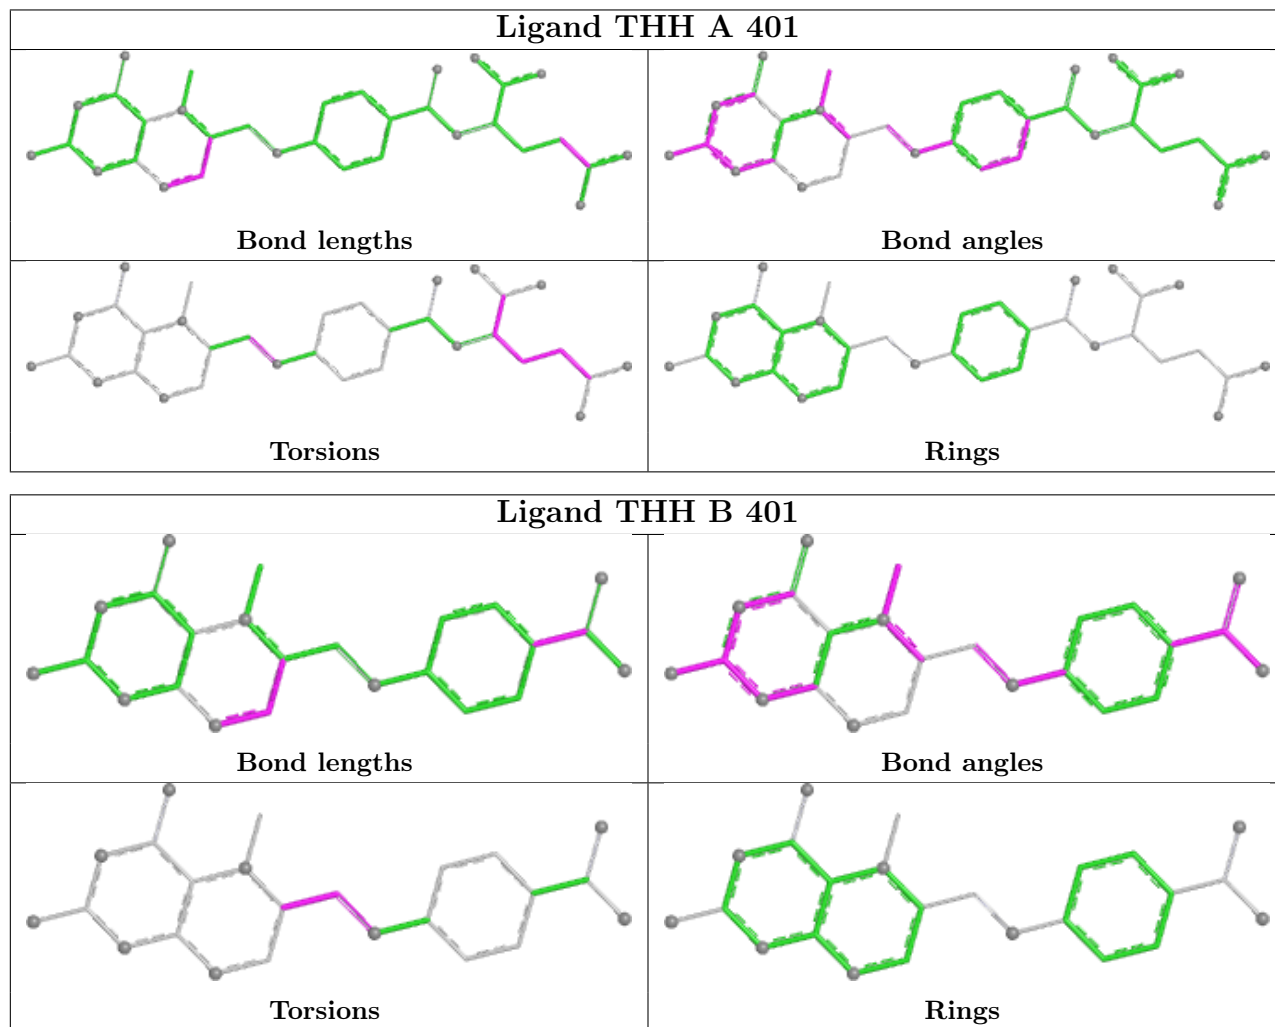 Ligand THH A 401
Bond lengths
Bond angles
Torsions
Rings
Ligand THH B 401
Bond lengths
Bond angles
Torsions
Rings